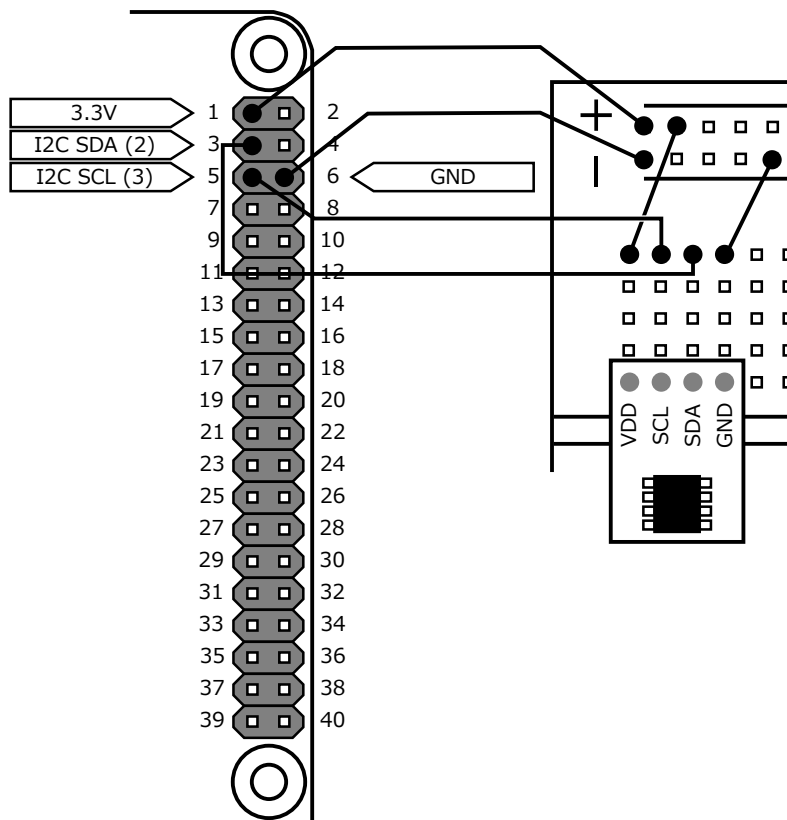 3.3V 1 2
I2C SDA (2) 3 4
I2C SCL (3) 5 6 GND
7 8
9 10
11 12
13 14
15 16
17 18
19 20
21 22
23 24
25 26
27 28
29 30
31 32
33 34
35 36
37 38
39 40
+
−
VDD
SCL
SDA
GND